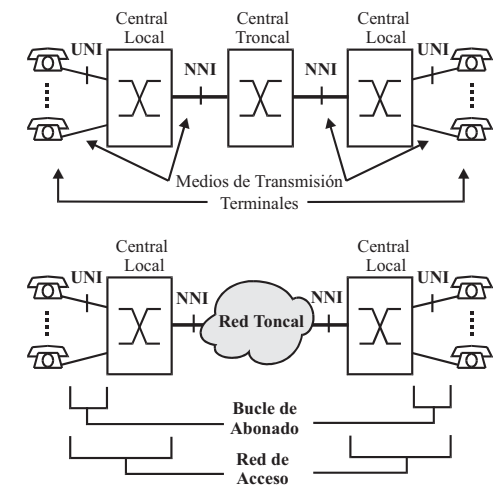 Central
Local
Central
Troncal
Central
Local
UNI
NNI
NNI
UNI
Medios de Transmisión
Terminales
Central
Local
Central
Local
UNI
NNI
Red Toncal
NNI
UNI
Bucle de
Abonado
Red de
Acceso